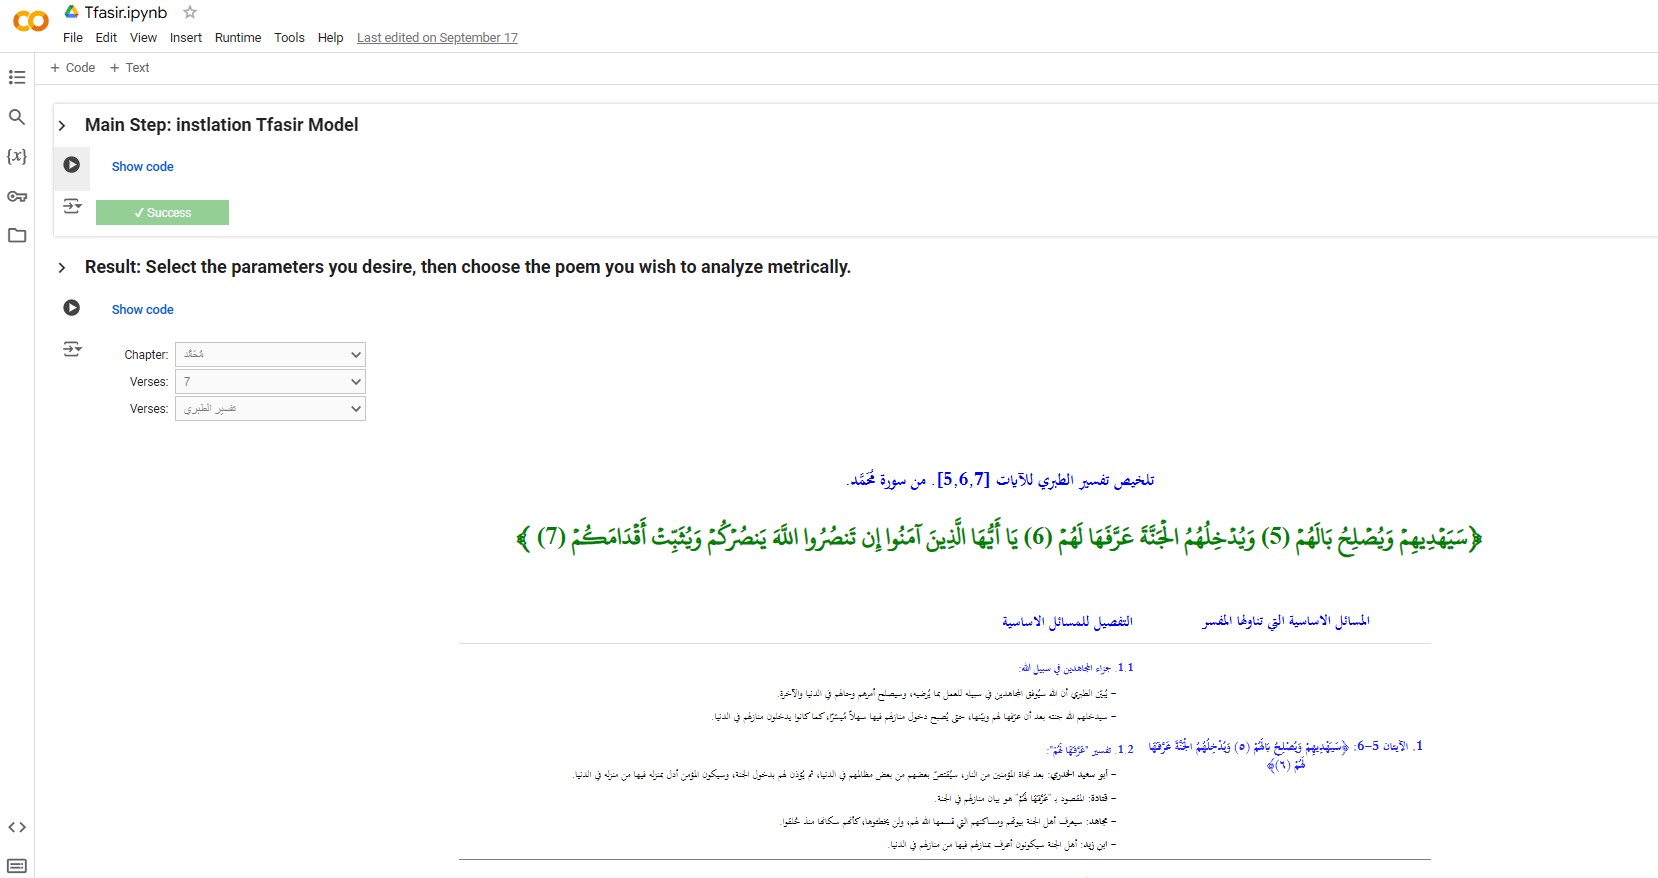 Tfasir.ipynb
File Edit View Insert Runtime Tools Help Last edited on September 17
+ Code + Text
Main Step: instlation Tfasir Model
Show code
✓ Success
Result: Select the parameters you desire, then choose the poem you wish to analyze metrically.
Show code
Chapter: مُحَمَّد
Verses: 7
Verses: تفسير الطبري
تلخيص تفسير الطبري للآيات [5,6,7]. من سورة مُحَمَّد.
﴿سَيَهْدِيهِمْ وَيُصْلِحُ بَالَهُمْ (5) وَيُدْخِلُهُمُ الْجَنَّةَ عَرَّفَهَا لَهُمْ (6) يَا أَيُّهَا الَّذِينَ آمَنُوا إِن تَنصُرُوا اللَّهَ يَنصُرْكُمْ وَيُثَبِّتْ أَقْدَامَكُمْ (7) ﴾
المسائل الاساسية التي تناولها المفسر
التفصيل للمسائل الاساسية
1. الآيتان 5-6: ﴿سَيَهْدِيهِمْ وَيُصْلِحُ بَالَهُمْ (٥) وَيُدْخِلُهُمُ الْجَنَّةَ عَرَّفَهَا
لَهُمْ (٦)﴾
1.1. جزاء المجاهدين في سبيل الله:
– يُبيّن الطبري أن الله سيُوفق المجاهدين في سبيله للعمل بما يُرضيه، وسيصلح أمرهم وحالهم في الدنيا والآخرة.
– سيدخلهم الله جنته بعد أن عرّفها لهم وبيّنها، حتى يُصبح دخول منازلهم فيها سهلاً مُيسّرًا، كما كانوا يدخلون منازلهم في الدنيا.
1.2. تفسير "عَرَّفَهَا لَهُمْ":
– أبو سعيد الخدري: بعد نجاة المؤمنين من النار، سيُقتصّ بعضهم من بعض مظالمهم في الدنيا، ثم يُؤذن لهم بدخول الجنة، وسيكون المؤمن أدل بمنزله فيها من منزله في الدنيا.
– قتادة: المقصود بـ "عَرَّفَهَا لَهُمْ" هو بيان منازلهم في الجنة.
– مجاهد: سيعرف أهل الجنة بيوتهم ومساكنهم التي قسمها الله لهم، ولن يخطئوها، كأنهم سكانها منذ خُلقوا.
– ابن زيد: أهل الجنة سيكونون أعرف بمنازلهم فيها من منازلهم في الدنيا.